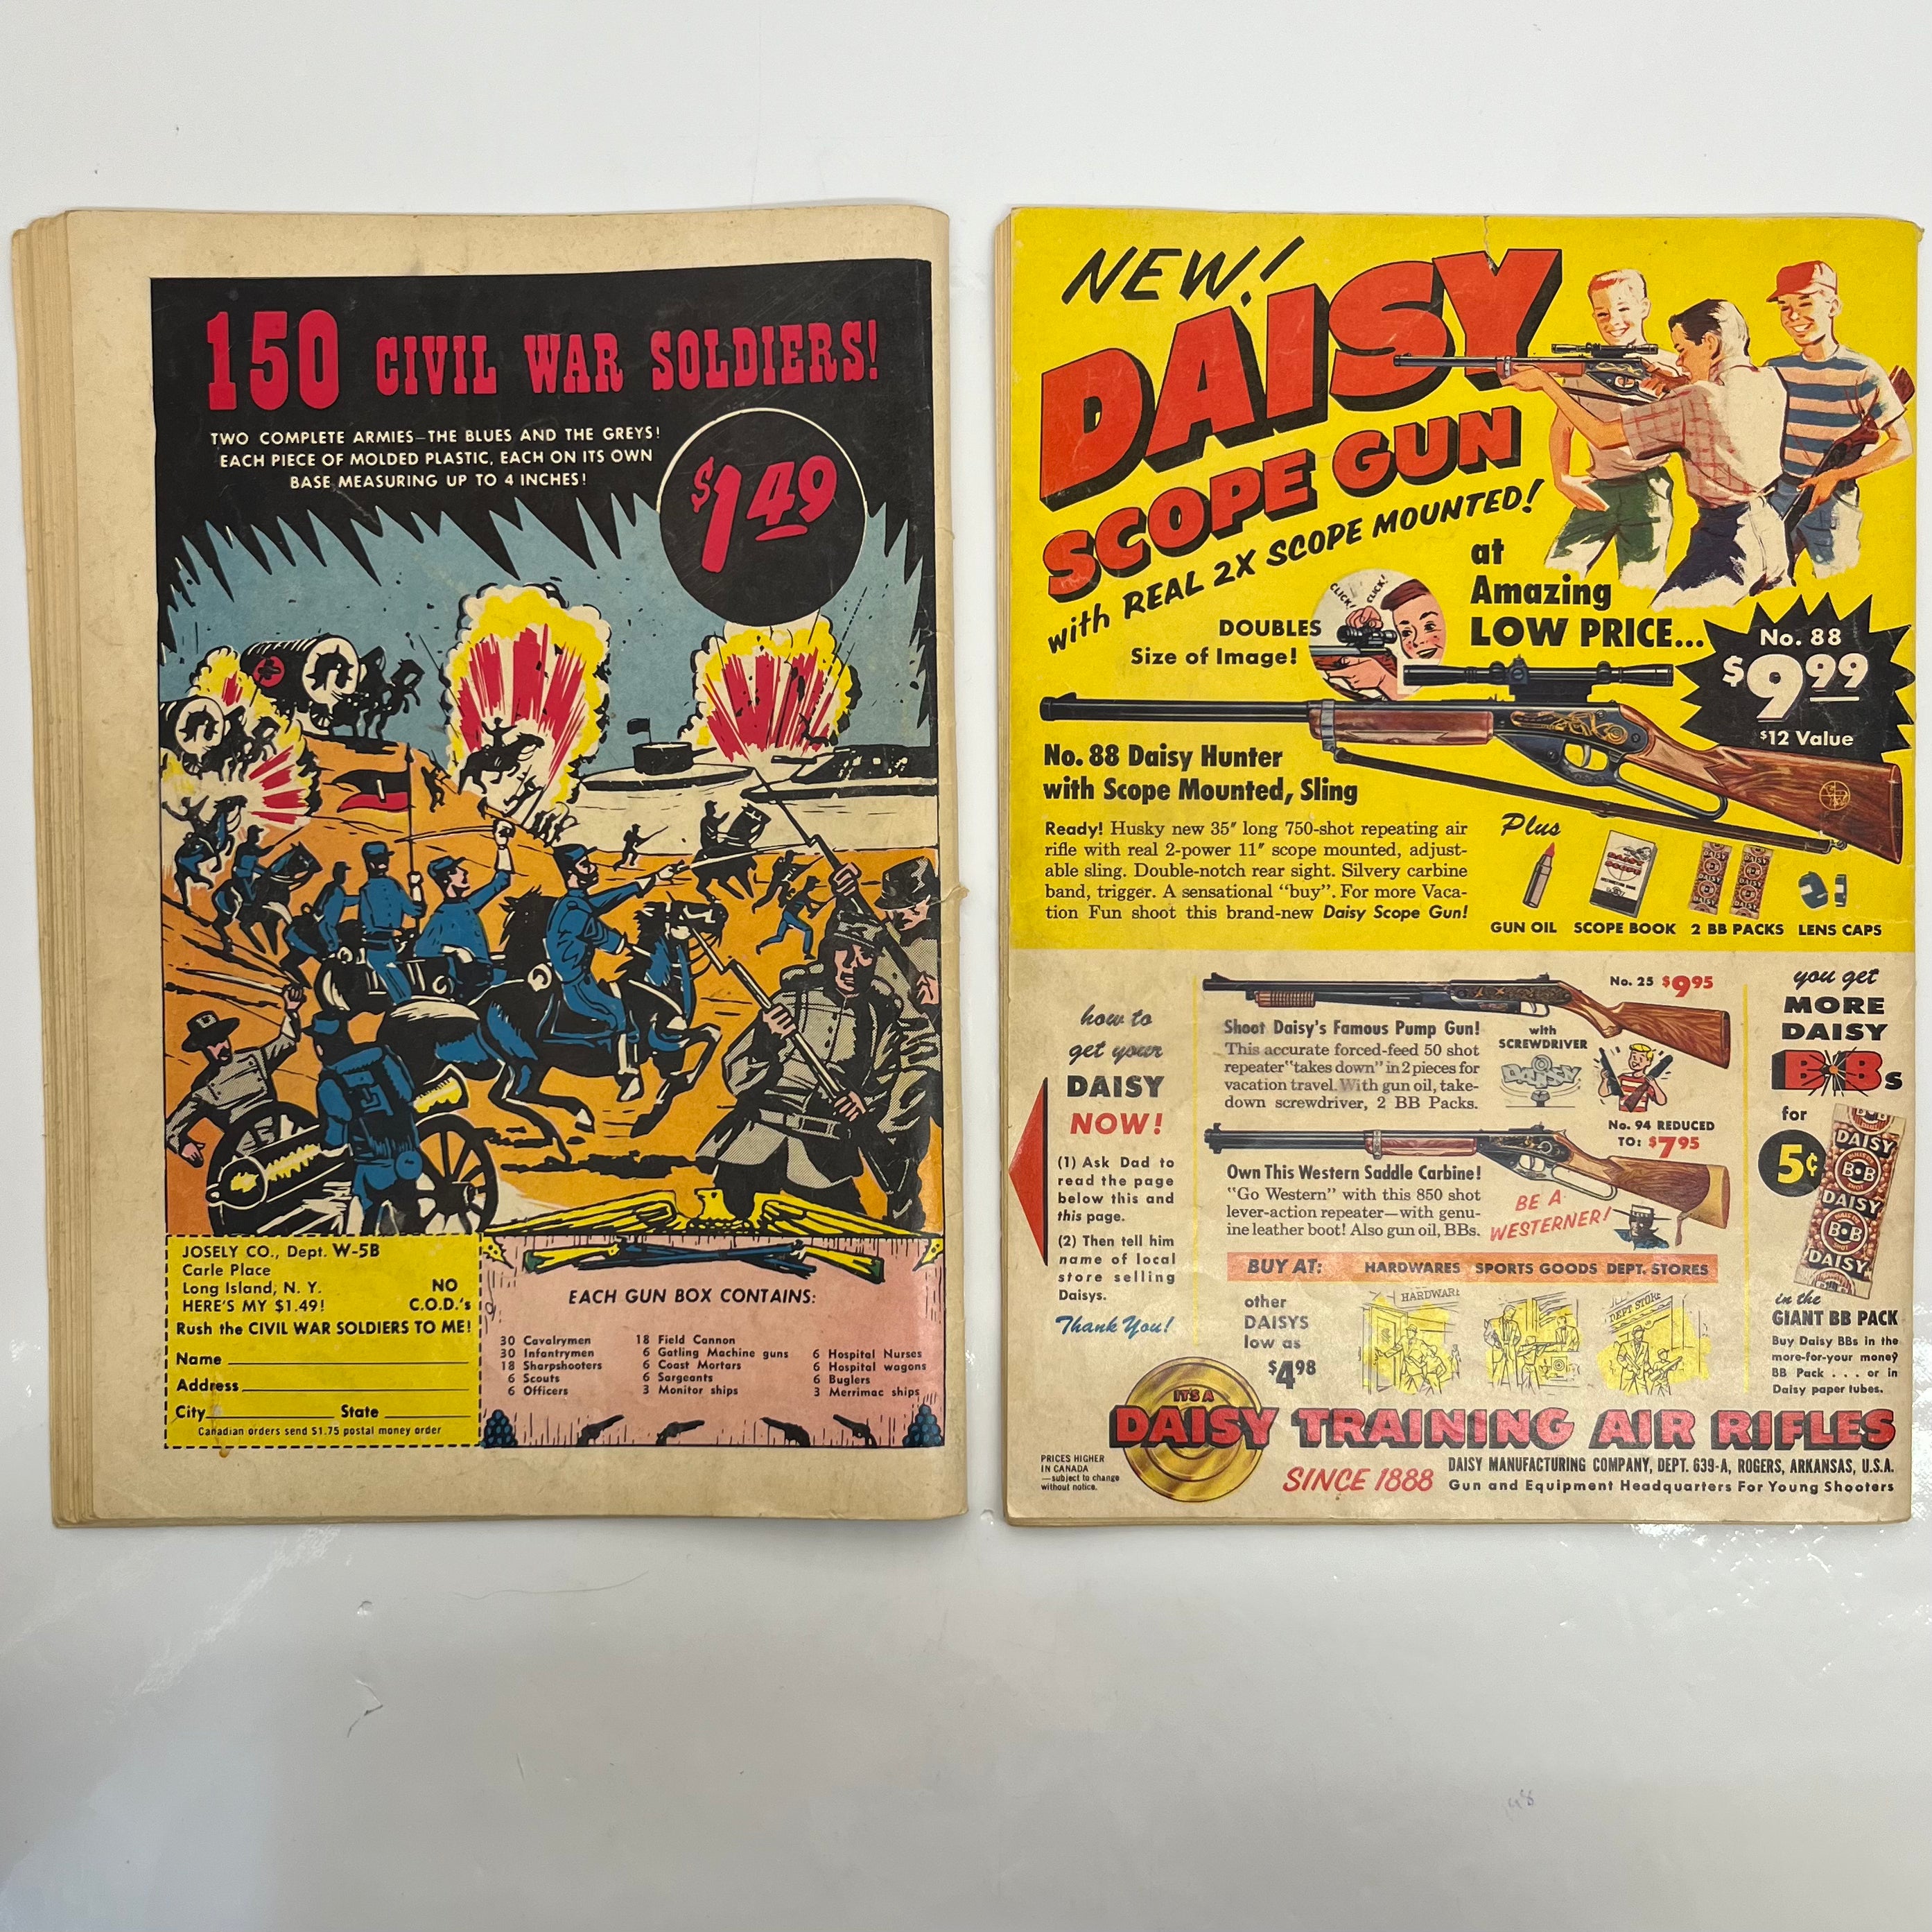 150 CIVIL WAR SOLDIERS!
TWO COMPLETE ARMIES—THE BLUES AND THE GREYS!
EACH PIECE OF MOLDED PLASTIC, EACH ON ITS OWN
BASE MEASURING UP TO 4 INCHES!
$1.49
JOSELY CO., Dept. W-5B
Carle Place
Long Island, N. Y.
HERE'S MY $1.49!
NO
C.O.D.'s
Rush the CIVIL WAR SOLDIERS TO ME!
Name
Address
City State
Canadian orders send $1.75 postal money order
EACH GUN BOX CONTAINS:
30 Cavalrymen
30 Infantrymen
18 Sharpshooters
6 Scouts
6 Officers
18 Field Cannon
6 Gatling Machine guns
6 Coast Mortars
6 Sargeants
3 Monitor ships
6 Hospital Nurses
6 Hospital wagons
6 Buglers
3 Merrimac ships
NEW!
DAISY
SCOPE GUN
with REAL 2X SCOPE MOUNTED!
at
Amazing
LOW PRICE...
CLICK! CLICK!
DOUBLES
Size of Image!
No. 88
$9.99
$12 Value
No. 88 Daisy Hunter
with Scope Mounted, Sling
Ready! Husky new 35″ long 750-shot repeating air
rifle with real 2-power 11″ scope mounted, adjust-
able sling. Double-notch rear sight. Silvery carbine
band, trigger. A sensational "buy". For more Vaca-
tion Fun shoot this brand-new Daisy Scope Gun!
Plus
GUN OIL SCOPE BOOK 2 BB PACKS LENS CAPS
how to
get your
DAISY
NOW!
(1) Ask Dad to
read the page
below this and
this page.
(2) Then tell him
name of local
store selling
Daisys.
Thank You!
No. 25 $9.95
Shoot Daisy's Famous Pump Gun!
This accurate forced-feed 50 shot
repeater "takes down" in 2 pieces for
vacation travel. With gun oil, take-
down screwdriver, 2 BB Packs.
with
SCREWDRIVER
DAISY
No. 94 REDUCED
TO: $7.95
Own This Western Saddle Carbine!
"Go Western" with this 850 shot
lever-action repeater—with genu-
ine leather boot! Also gun oil, BBs.
BE A
WESTERNER!
BUY AT: HARDWARES SPORTS GOODS DEPT. STORES
other
DAISYS
low as
$4.98
HARDWARE
DEPT STORE
you get
MORE
DAISY
BBs
for
5¢
DAISY
B•B
DAISY
B•B
DAISY
in the
GIANT BB PACK
Buy Daisy BBs in the
more-for-your money
BB Pack . . . or in
Daisy paper tubes.
IT'S A
DAISY TRAINING AIR RIFLES
SINCE 1888
PRICES HIGHER
IN CANADA
—subject to change
without notice.
DAISY MANUFACTURING COMPANY, DEPT. 639-A, ROGERS, ARKANSAS, U.S.A.
Gun and Equipment Headquarters For Young Shooters